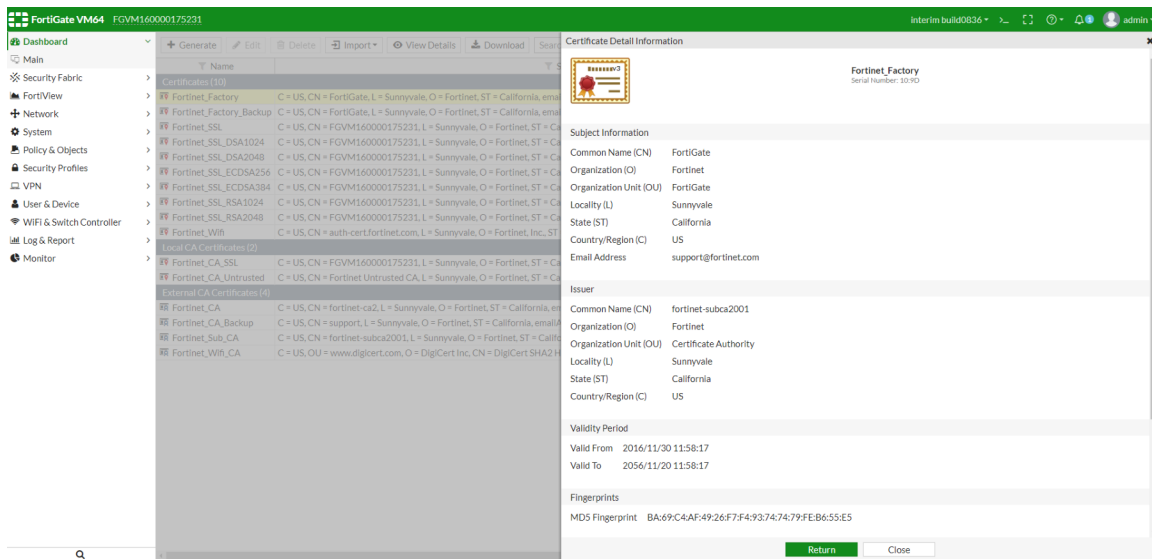 FortiGate VM64 FGVM160000175231
interim build0836 >_ admin
Dashboard
Main
Security Fabric
FortiView
Network
System
Policy & Objects
Security Profiles
VPN
User & Device
WiFi & Switch Controller
Log & Report
Monitor
+ Generate Edit Delete Import View Details Download Sear
Name
Certificates (10)
Fortinet_Factory C = US, CN = FortiGate, L = Sunnyvale, O = Fortinet, ST = California, emai
Fortinet_Factory_Backup C = US, CN = FortiGate, L = Sunnyvale, O = Fortinet, ST = California, emai
Fortinet_SSL C = US, CN = FGVM160000175231, L = Sunnyvale, O = Fortinet, ST = Ca
Fortinet_SSL_DSA1024 C = US, CN = FGVM160000175231, L = Sunnyvale, O = Fortinet, ST = Ca
Fortinet_SSL_DSA2048 C = US, CN = FGVM160000175231, L = Sunnyvale, O = Fortinet, ST = Ca
Fortinet_SSL_ECDSA256 C = US, CN = FGVM160000175231, L = Sunnyvale, O = Fortinet, ST = Ca
Fortinet_SSL_ECDSA384 C = US, CN = FGVM160000175231, L = Sunnyvale, O = Fortinet, ST = Ca
Fortinet_SSL_RSA1024 C = US, CN = FGVM160000175231, L = Sunnyvale, O = Fortinet, ST = Ca
Fortinet_SSL_RSA2048 C = US, CN = FGVM160000175231, L = Sunnyvale, O = Fortinet, ST = Ca
Fortinet_Wifi C = US, CN = auth-cert.fortinet.com, L = Sunnyvale, O = Fortinet, Inc., ST
Local CA Certificates (2)
Fortinet_CA_SSL C = US, CN = FGVM160000175231, L = Sunnyvale, O = Fortinet, ST = Ca
Fortinet_CA_Untrusted C = US, CN = Fortinet Untrusted CA, L = Sunnyvale, O = Fortinet, ST = Ca
External CA Certificates (4)
Fortinet_CA C = US, CN = fortinet-ca2, L = Sunnyvale, O = Fortinet, ST = California, em
Fortinet_CA_Backup C = US, CN = support, L = Sunnyvale, O = Fortinet, ST = California, emailA
Fortinet_Sub_CA C = US, CN = fortinet-subca2001, L = Sunnyvale, O = Fortinet, ST = Califo
Fortinet_Wifi_CA C = US, OU = www.digicert.com, O = DigiCert Inc, CN = DigiCert SHA2 H
Certificate Detail Information
Fortinet_Factory
Serial Number: 10:9D
Subject Information
Common Name (CN) FortiGate
Organization (O) Fortinet
Organization Unit (OU) FortiGate
Locality (L) Sunnyvale
State (ST) California
Country/Region (C) US
Email Address support@fortinet.com
Issuer
Common Name (CN) fortinet-subca2001
Organization (O) Fortinet
Organization Unit (OU) Certificate Authority
Locality (L) Sunnyvale
State (ST) California
Country/Region (C) US
Validity Period
Valid From 2016/11/30 11:58:17
Valid To 2056/11/20 11:58:17
Fingerprints
MD5 Fingerprint BA:69:C4:AF:49:26:F7:F4:93:74:74:79:FE:B6:55:E5
Return Close